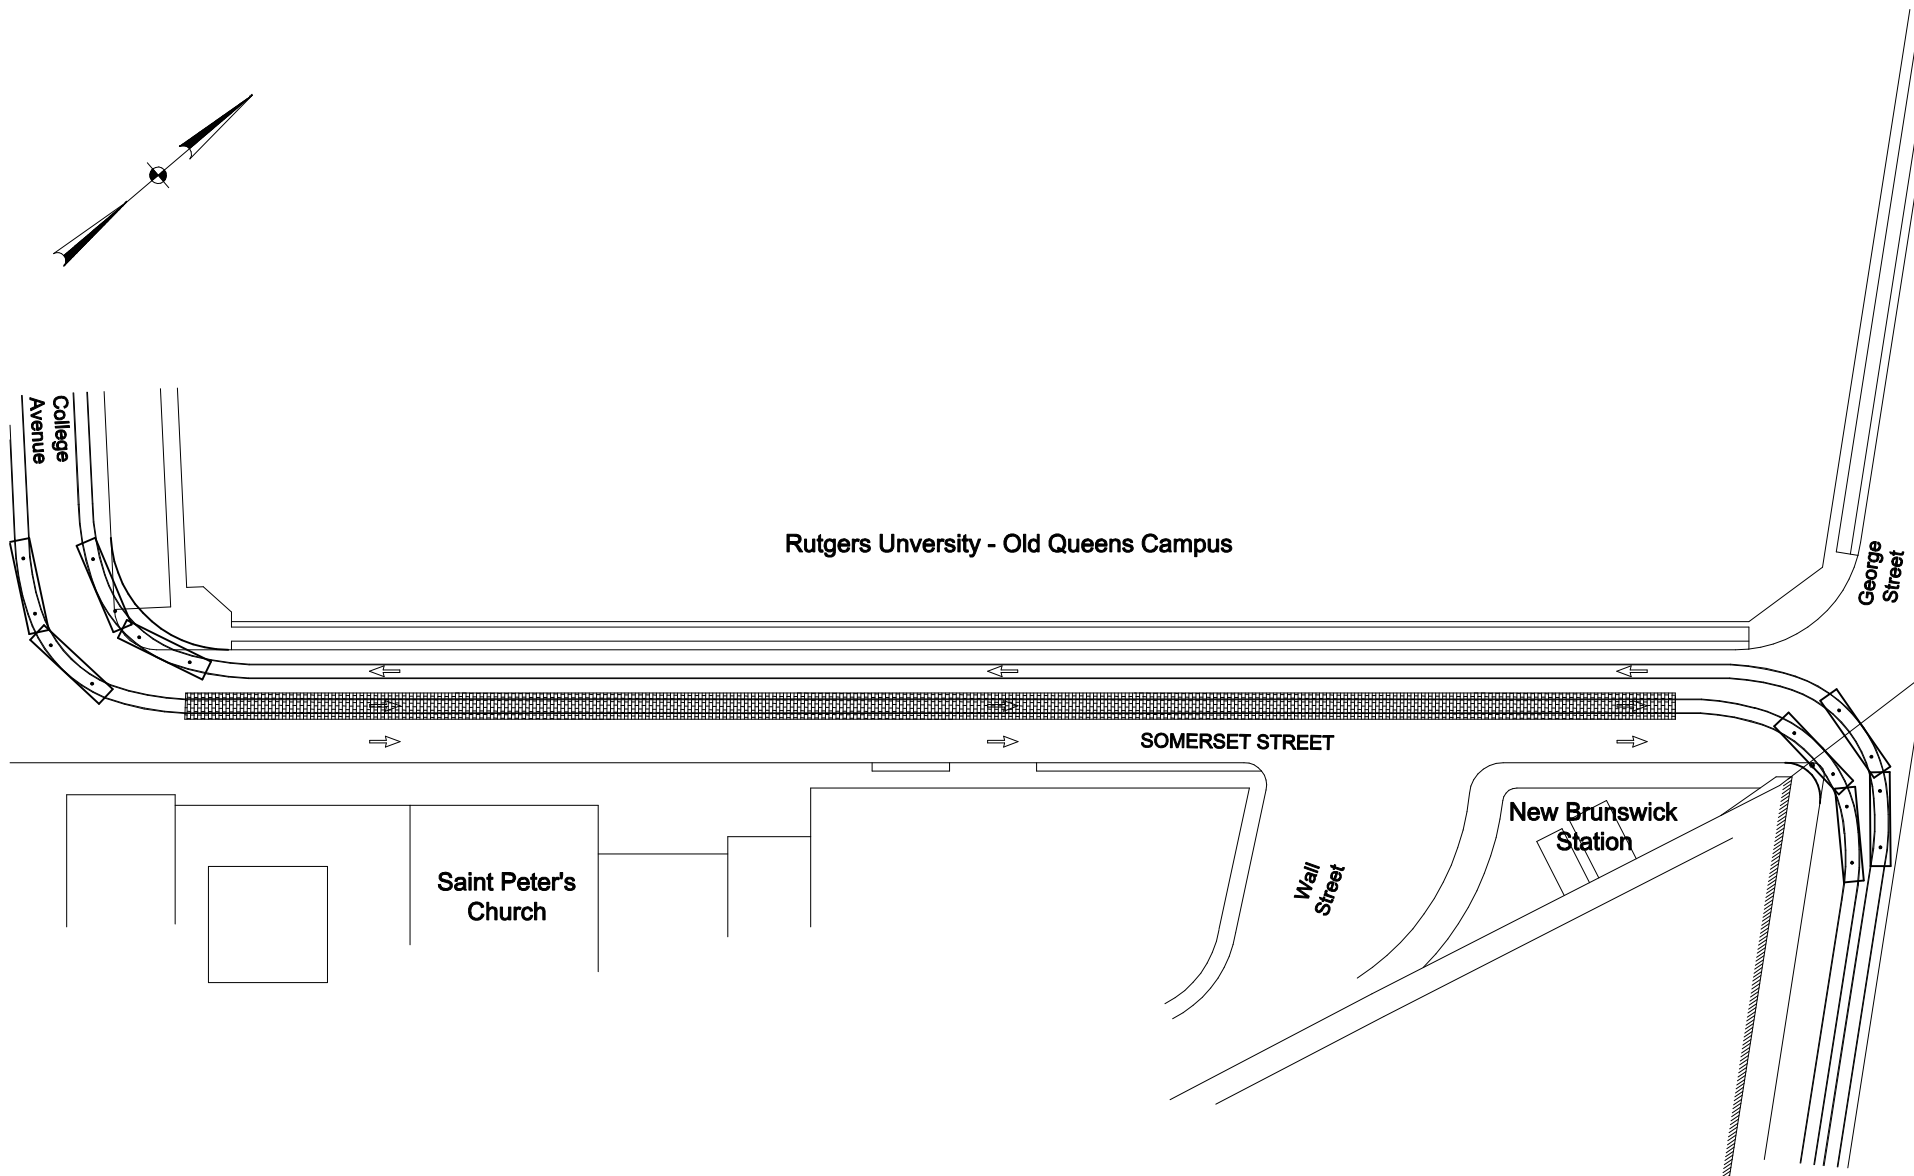 College
Avenue
Rutgers Unversity - Old Queens Campus
George
Street
SOMERSET STREET
New Brunswick
Station
Saint Peter's
Church
Wall
Street